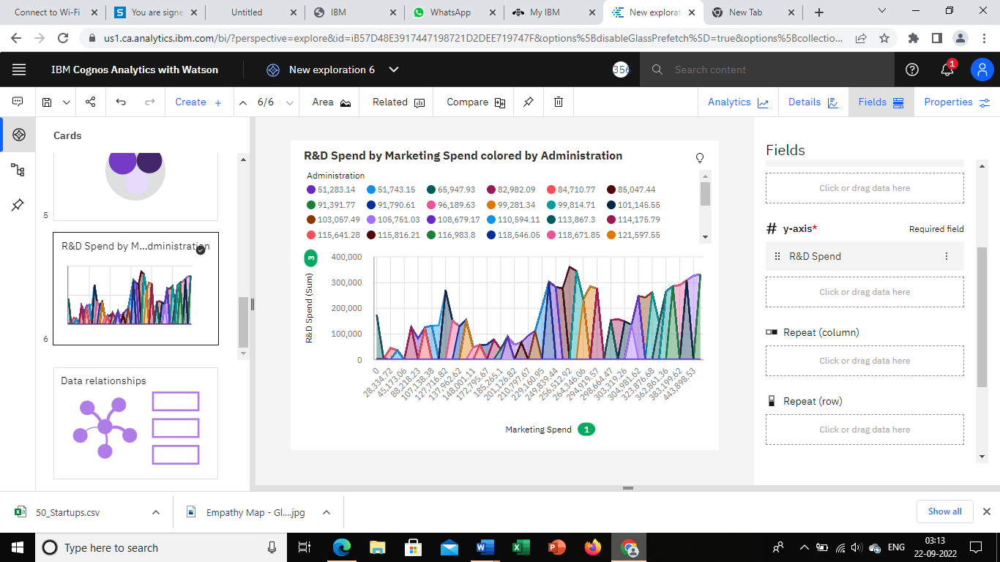 Connect to Wi-Fi
You are signe
Untitled
IBM
WhatsApp
My IBM
New explorat
New Tab
us1.ca.analytics.ibm.com/bi/?perspective=explore&id=iB57D48E3917447198721D2DEE719747F&options%5BdisableGlassPrefetch%5D=true&options%5Bcollectio...
IBM Cognos Analytics with Watson
New exploration 6
356
Search content
1
Create +
6/6
Area
Related
Compare
Analytics
Details
Fields
Properties
Cards
5
R&D Spend by M...dministration
6
Data relationships
R&D Spend by Marketing Spend colored by Administration
Administration
51,283.14 51,743.15 65,947.93 82,982.09 84,710.77 85,047.44
91,391.77 91,790.61 96,189.63 99,281.34 99,814.71 101,145.55
103,057.49 105,751.03 108,679.17 110,594.11 113,867.3 114,175.79
115,641.28 115,816.21 116,983.8 118,546.05 118,671.85 121,597.55
3
R&D Spend (Sum)
400,000
300,000
200,000
100,000
0
0
28,334.72
45,173.06
88,218.23
107,138.38
127,716.82
137,962.62
148,001.11
172,795.67
185,265.1
201,126.82
210,797.67
229,160.95
249,839.44
256,512.92
264,346.06
294,919.57
298,664.47
303,319.26
304,981.62
323,876.68
362,861.36
383,199.62
443,898.53
Marketing Spend 1
Fields
Click or drag data here
# y-axis*
Required field
R&D Spend
Click or drag data here
Repeat (column)
Click or drag data here
Repeat (row)
Click or drag data here
50_Startups.csv
Empathy Map - Gl....jpg
Show all
Type here to search
ENG
03:13
22-09-2022